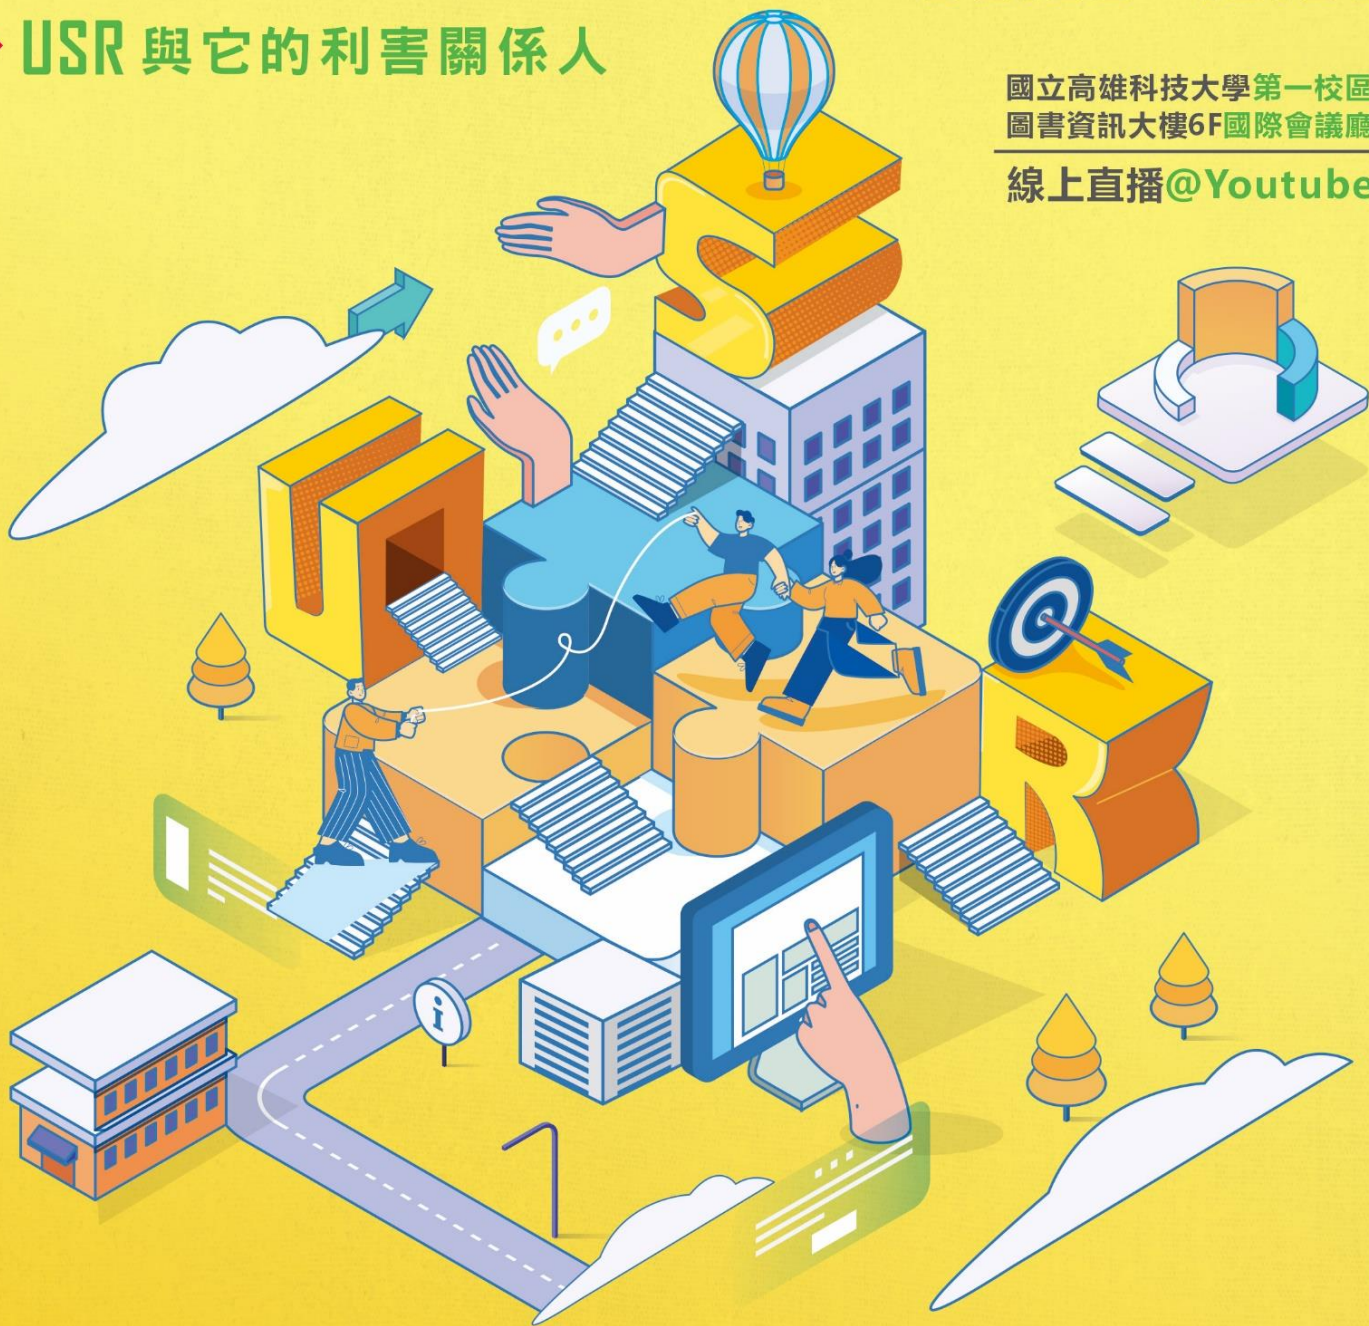 USR 與它的利害關係人
國立高雄科技大學第一校區
圖書資訊大樓6F國際會議廳
線上直播@Youtube
S
U
R
i